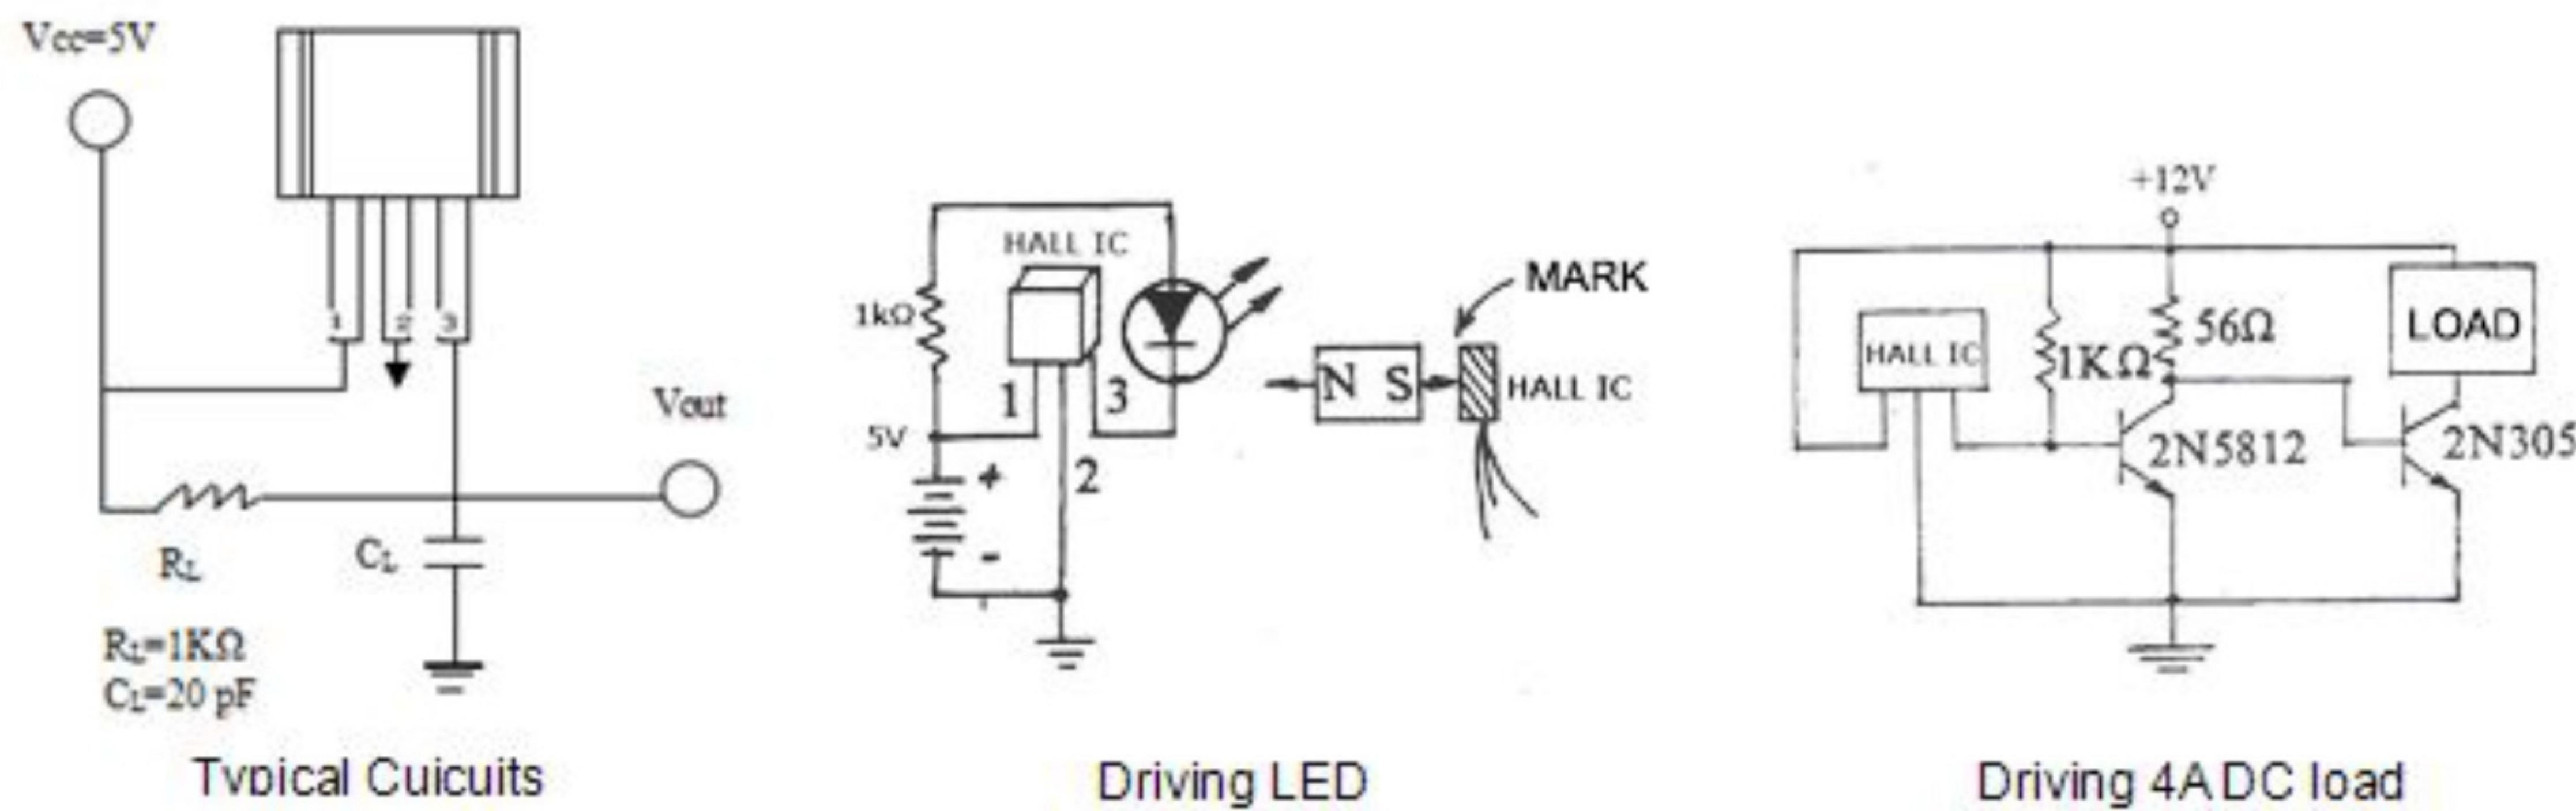 Vcc=5V
1 2 3
Vout
RL
CL
RL=1KΩ
CL=20 pF
Typical Cuicuits
HALL IC
1kΩ
1
3
5V
+
2
-
MARK
N S
HALL IC
Driving LED
+12V
HALL IC
1KΩ
56Ω
LOAD
2N5812
2N305
Driving 4A DC load